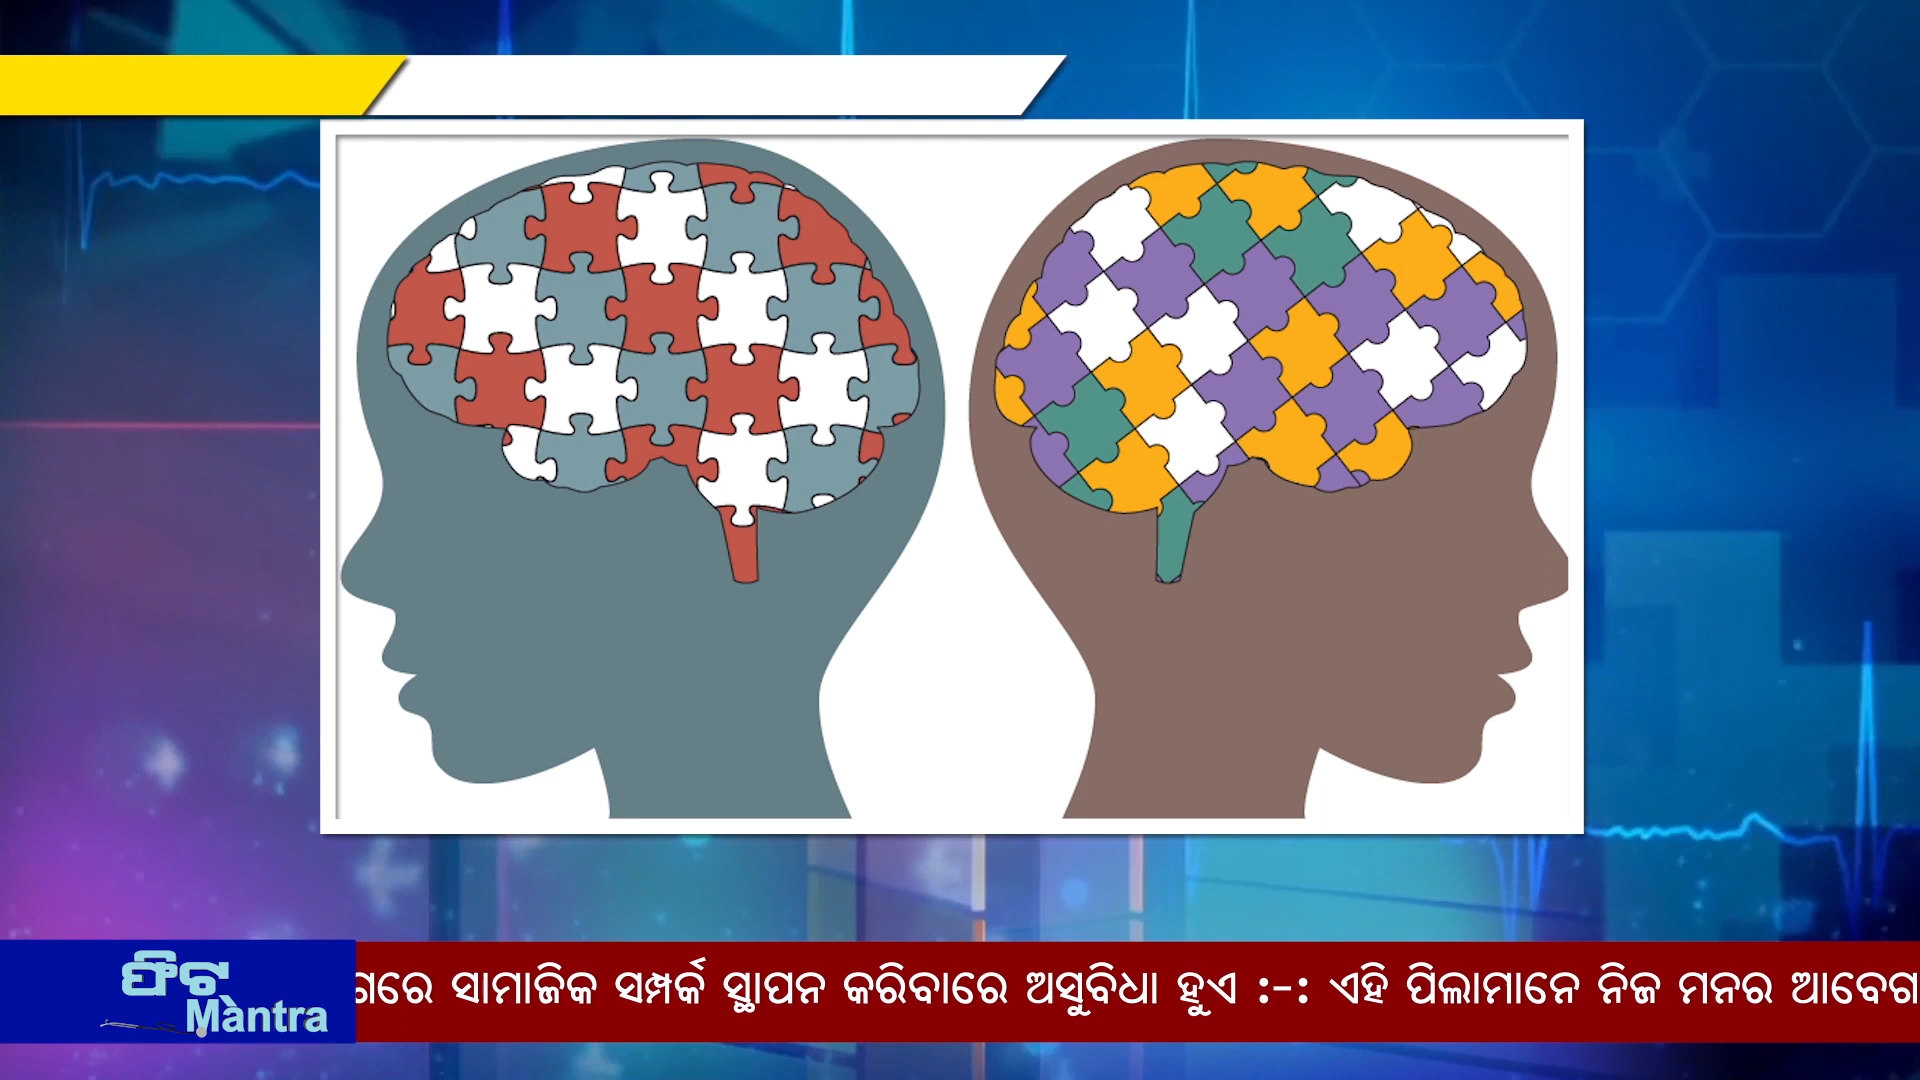 ଫିଟ
Mantra
ଗରେ ସାମାଜିକ ସମ୍ପର୍କ ସ୍ଥାପନ କରିବାରେ ଅସୁବିଧା ହୁଏ :-: ଏହି ପିଲାମାନେ ନିଜ ମନର ଆବେଗ